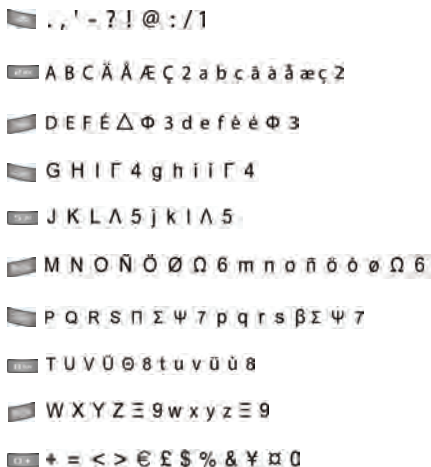 . , ' - ? ! @ : / 1
A B C Ä Å Æ Ç 2 a b c ä à å æ ç 2
D E F É Δ Φ 3 d e f è é Φ 3
G H I Γ 4 g h i ì Γ 4
J K L Λ 5 j k l Λ 5
M N O Ñ Ö Ø Ω 6 m n o ñ ö ò ø Ω 6
P Q R S Π Σ Ψ 7 p q r s β Σ Ψ 7
T U V Ü Θ 8 t u v ü ù 8
W X Y Z Ξ 9 w x y z Ξ 9
+ = < > € £ $ % & ¥ ¤ 0